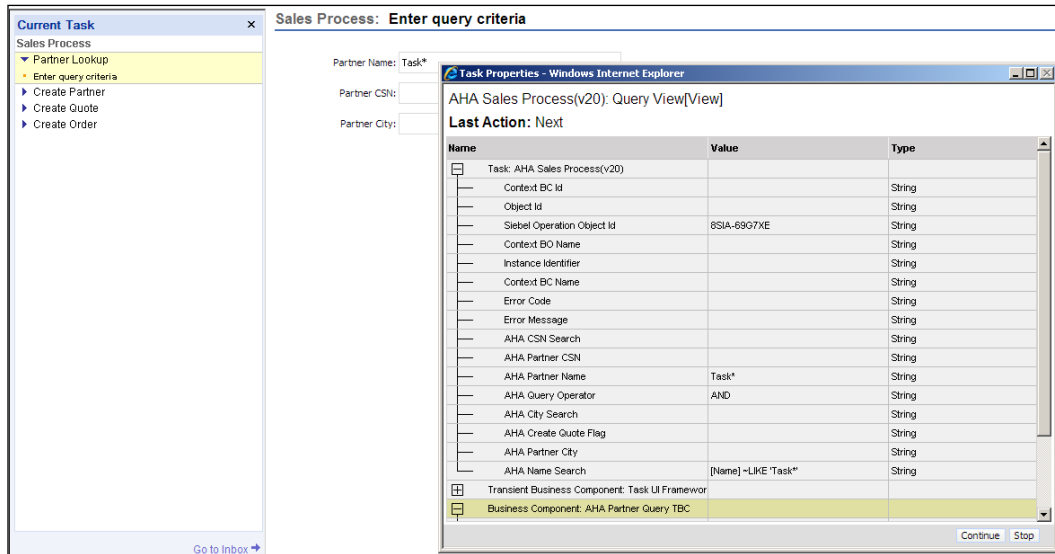 Current Task x
Sales Process
Partner Lookup
Enter query criteria
Create Partner
Create Quote
Create Order
Go to Inbox
Sales Process: Enter query criteria
Partner Name: Task*
Partner CSN:
Partner City:
Task Properties - Windows Internet Explorer
AHA Sales Process(v20): Query View[View]
Last Action: Next
Name Value Type
Task: AHA Sales Process(v20)
Context BC Id String
Object Id String
Siebel Operation Object Id 8SIA-69G7XE String
Context BO Name String
Instance Identifier String
Context BC Name String
Error Code String
Error Message String
AHA CSN Search String
AHA Partner CSN String
AHA Partner Name Task* String
AHA Query Operator AND String
AHA City Search String
AHA Create Quote Flag String
AHA Partner City String
AHA Name Search [Name] ~LIKE 'Task*' String
Transient Business Component: Task UI Framewor
Business Component: AHA Partner Query TBC
Continue Stop